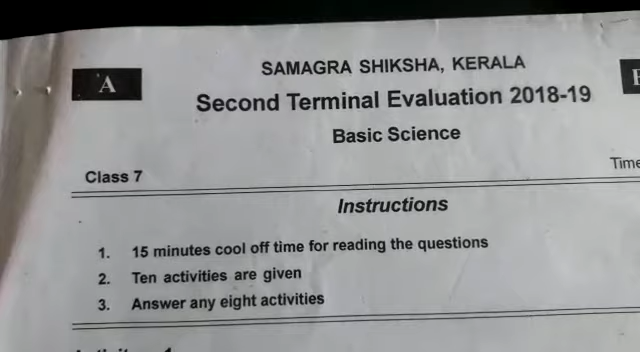 SAMAGRA SHIKSHA, KERALA
A
Second Terminal Evaluation 2018-19
Basic Science
Class 7
Time
Instructions
1. 15 minutes cool off time for reading the questions
2. Ten activities are given
3. Answer any eight activities